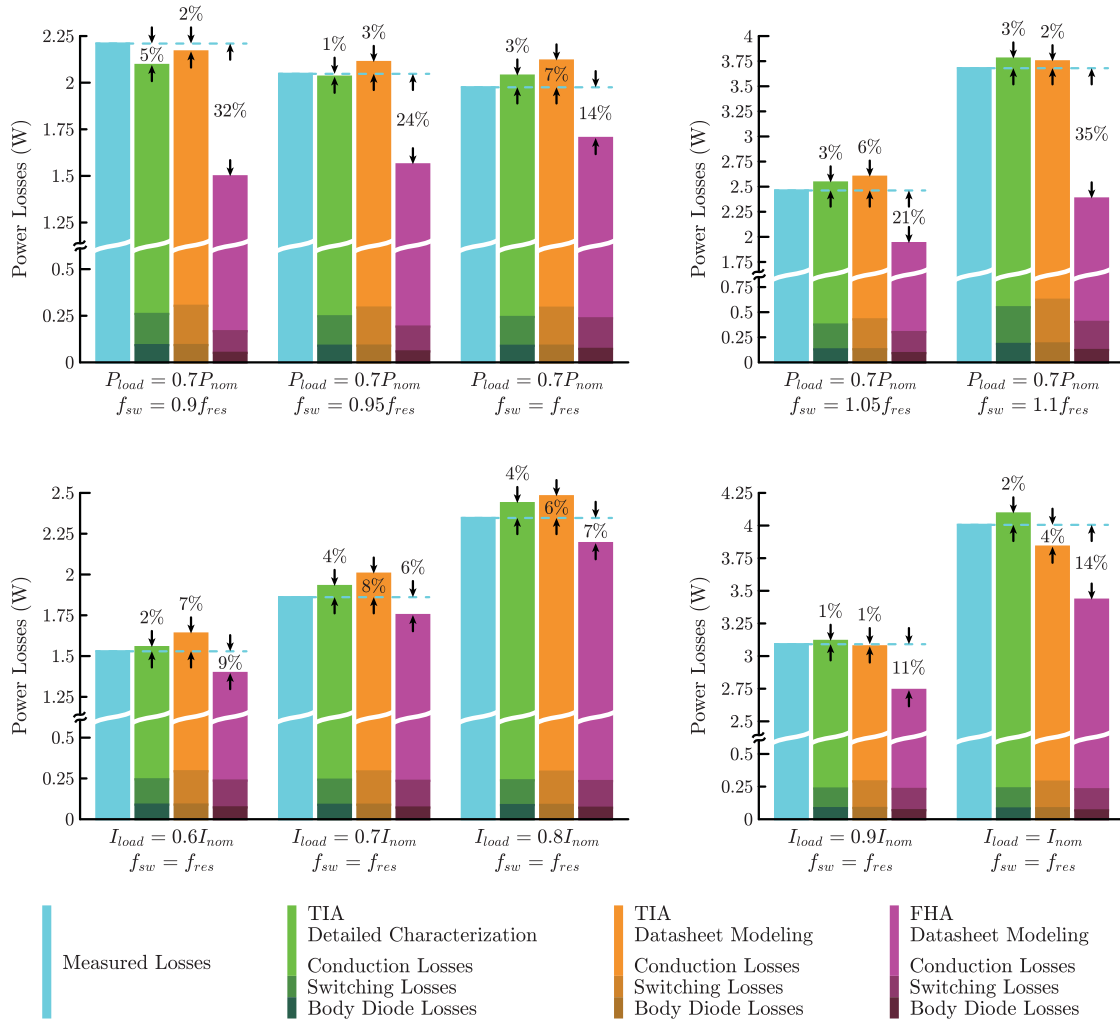 2%
5%
32%
1%
3%
24%
3%
7%
14%
2.25
2
1.75
1.5
1.25
0.5
0.25
0
Power Losses (W)
P_load = 0.7P_nom
f_sw = 0.9f_res
P_load = 0.7P_nom
f_sw = 0.95f_res
P_load = 0.7P_nom
f_sw = f_res
3%
6%
21%
3%
2%
35%
4
3.75
3.5
3.25
3
2.75
2.5
2.25
2
1.75
0.75
0.5
0.25
0
Power Losses (W)
P_load = 0.7P_nom
f_sw = 1.05f_res
P_load = 0.7P_nom
f_sw = 1.1f_res
2%
7%
9%
4%
8%
6%
4%
6%
7%
2.5
2.25
2
1.75
1.5
1.25
0.5
0.25
0
Power Losses (W)
I_load = 0.6I_nom
f_sw = f_res
I_load = 0.7I_nom
f_sw = f_res
I_load = 0.8I_nom
f_sw = f_res
1%
1%
11%
2%
4%
14%
4.25
4
3.75
3.5
3.25
3
2.75
2.5
0.5
0.25
0
Power Losses (W)
I_load = 0.9I_nom
f_sw = f_res
I_load = I_nom
f_sw = f_res
Measured Losses
TIA
Detailed Characterization
Conduction Losses
Switching Losses
Body Diode Losses
TIA
Datasheet Modeling
Conduction Losses
Switching Losses
Body Diode Losses
FHA
Datasheet Modeling
Conduction Losses
Switching Losses
Body Diode Losses